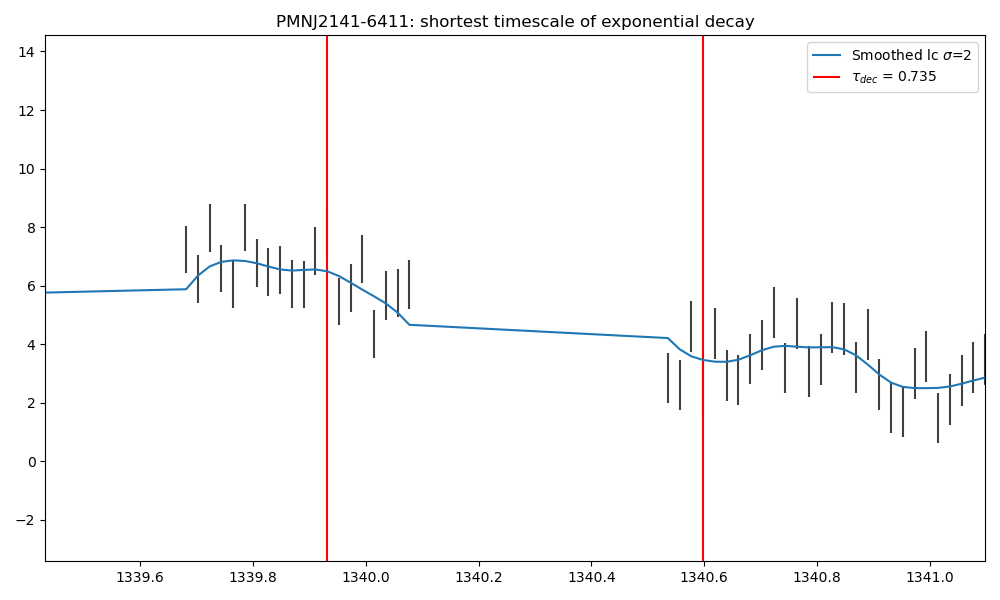 PMNJ2141-6411: shortest timescale of exponential decay
Smoothed lc σ=2
τ_dec = 0.735
14
12
10
8
6
4
2
0
−2
1339.6 1339.8 1340.0 1340.2 1340.4 1340.6 1340.8 1341.0